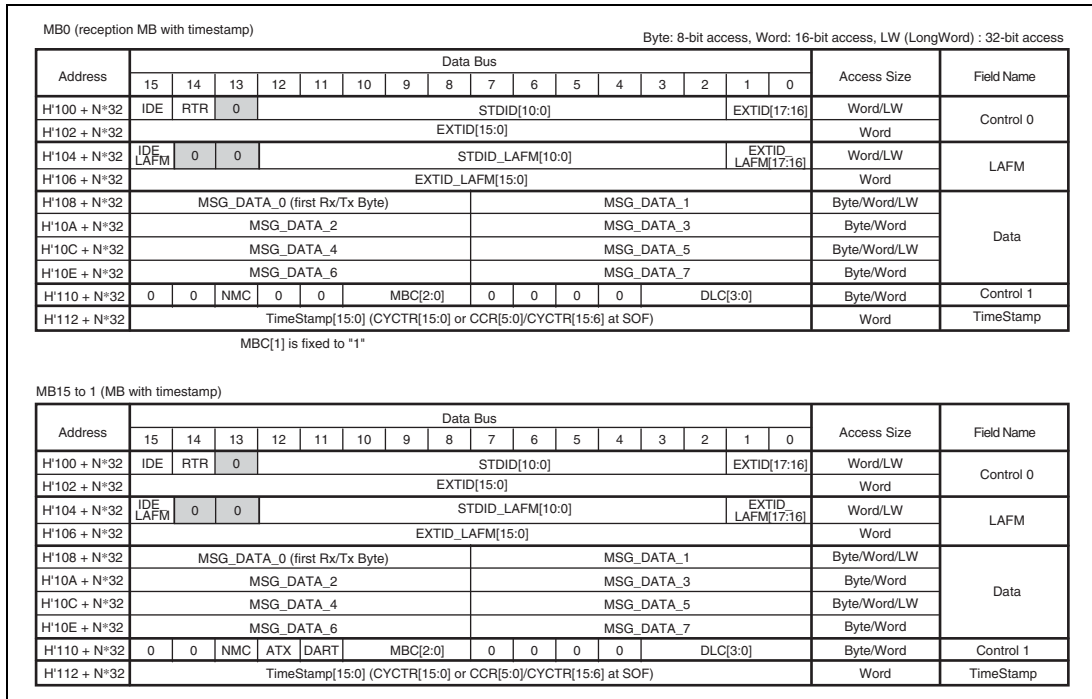 MB0 (reception MB with timestamp)
Byte: 8-bit access, Word: 16-bit access, LW (LongWord) : 32-bit access
Address Data Bus Access Size Field Name
15 14 13 12 11 10 9 8 7 6 5 4 3 2 1 0
H'100 + N*32 IDE RTR 0 STDID[10:0] EXTID[17:16] Word/LW Control 0
H'102 + N*32 EXTID[15:0] Word
H'104 + N*32 IDE_LAFM 0 0 STDID_LAFM[10:0] EXTID_LAFM[17:16] Word/LW LAFM
H'106 + N*32 EXTID_LAFM[15:0] Word
H'108 + N*32 MSG_DATA_0 (first Rx/Tx Byte) MSG_DATA_1 Byte/Word/LW Data
H'10A + N*32 MSG_DATA_2 MSG_DATA_3 Byte/Word
H'10C + N*32 MSG_DATA_4 MSG_DATA_5 Byte/Word/LW
H'10E + N*32 MSG_DATA_6 MSG_DATA_7 Byte/Word
H'110 + N*32 0 0 NMC 0 0 MBC[2:0] 0 0 0 0 DLC[3:0] Byte/Word Control 1
H'112 + N*32 TimeStamp[15:0] (CYCTR[15:0] or CCR[5:0]/CYCTR[15:6] at SOF) Word TimeStamp
MBC[1] is fixed to "1"
MB15 to 1 (MB with timestamp)
Address Data Bus Access Size Field Name
15 14 13 12 11 10 9 8 7 6 5 4 3 2 1 0
H'100 + N*32 IDE RTR 0 STDID[10:0] EXTID[17:16] Word/LW Control 0
H'102 + N*32 EXTID[15:0] Word
H'104 + N*32 IDE_LAFM 0 0 STDID_LAFM[10:0] EXTID_LAFM[17:16] Word/LW LAFM
H'106 + N*32 EXTID_LAFM[15:0] Word
H'108 + N*32 MSG_DATA_0 (first Rx/Tx Byte) MSG_DATA_1 Byte/Word/LW Data
H'10A + N*32 MSG_DATA_2 MSG_DATA_3 Byte/Word
H'10C + N*32 MSG_DATA_4 MSG_DATA_5 Byte/Word/LW
H'10E + N*32 MSG_DATA_6 MSG_DATA_7 Byte/Word
H'110 + N*32 0 0 NMC ATX DART MBC[2:0] 0 0 0 0 DLC[3:0] Byte/Word Control 1
H'112 + N*32 TimeStamp[15:0] (CYCTR[15:0] or CCR[5:0]/CYCTR[15:6] at SOF) Word TimeStamp